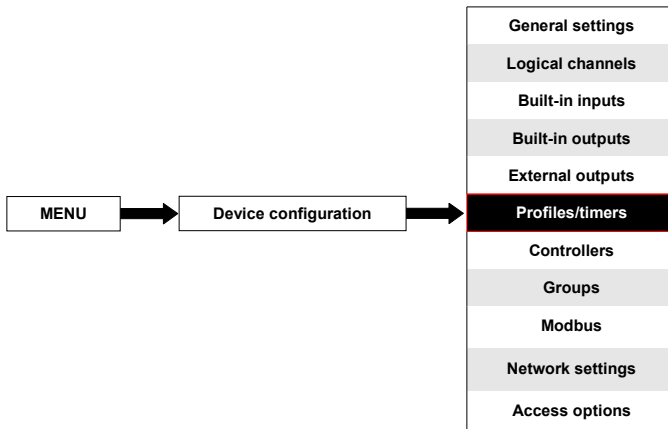 General settings
Logical channels
Built-in inputs
Built-in outputs
External outputs
MENU
Device configuration
Profiles/timers
Controllers
Groups
Modbus
Network settings
Access options